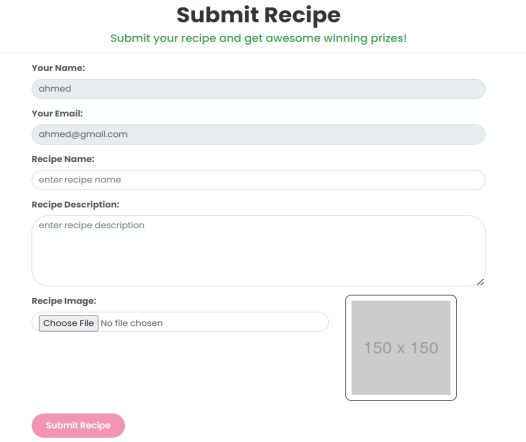 Submit Recipe
Submit your recipe and get awesome winning prizes!
Your Name:
ahmed
Your Email:
ahmed@gmail.com
Recipe Name:
enter recipe name
Recipe Description:
enter recipe description
Recipe Image:
Choose File No file chosen
150 x 150
Submit Recipe